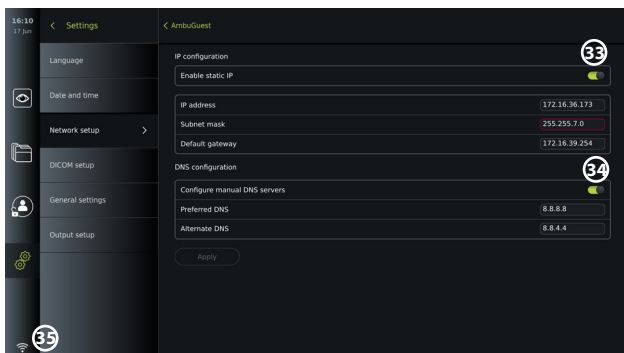 16:10
17 Jun
Settings
AmbuGuest
Language
Date and time
Network setup
DICOM setup
General settings
Output setup
IP configuration
33
Enable static IP
IP address 172.16.36.173
Subnet mask 255.255.7.0
Default gateway 172.16.39.254
DNS configuration
34
Configure manual DNS servers
Preferred DNS 8.8.8.8
Alternate DNS 8.8.4.4
Apply
35